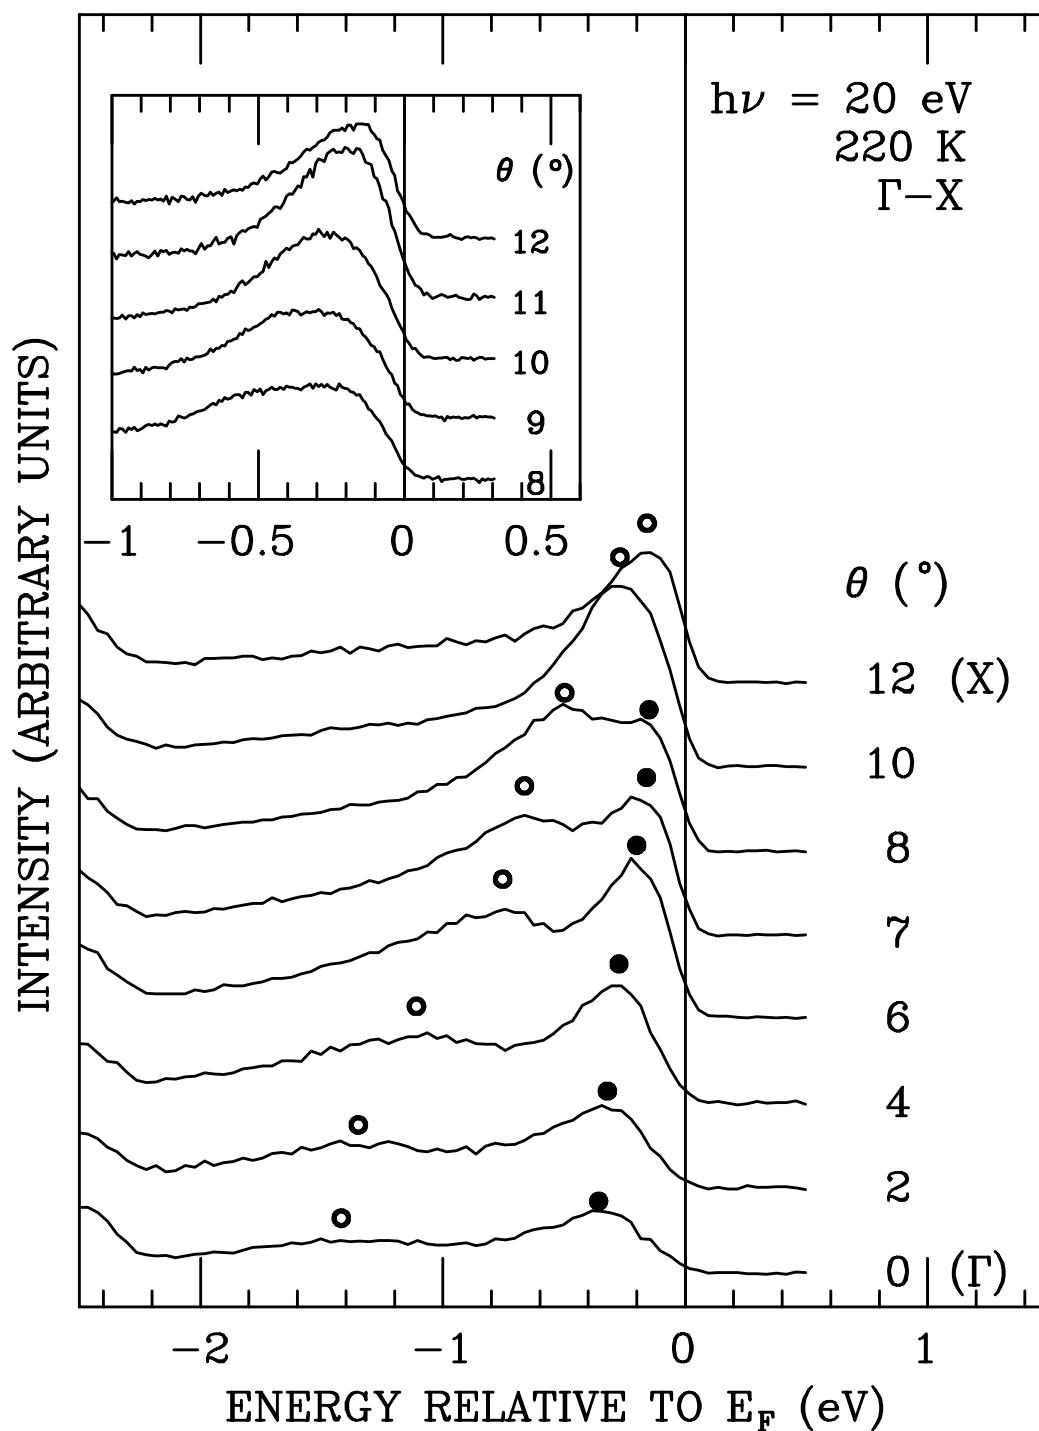 hν = 20 eV
220 K
Γ−X
θ (°)
12
11
10
9
8
−1 −0.5 0 0.5
θ (°)
12 (X)
10
8
7
6
4
2
0 (Γ)
−2 −1 0 1
ENERGY RELATIVE TO E_F (eV)
INTENSITY (ARBITRARY UNITS)